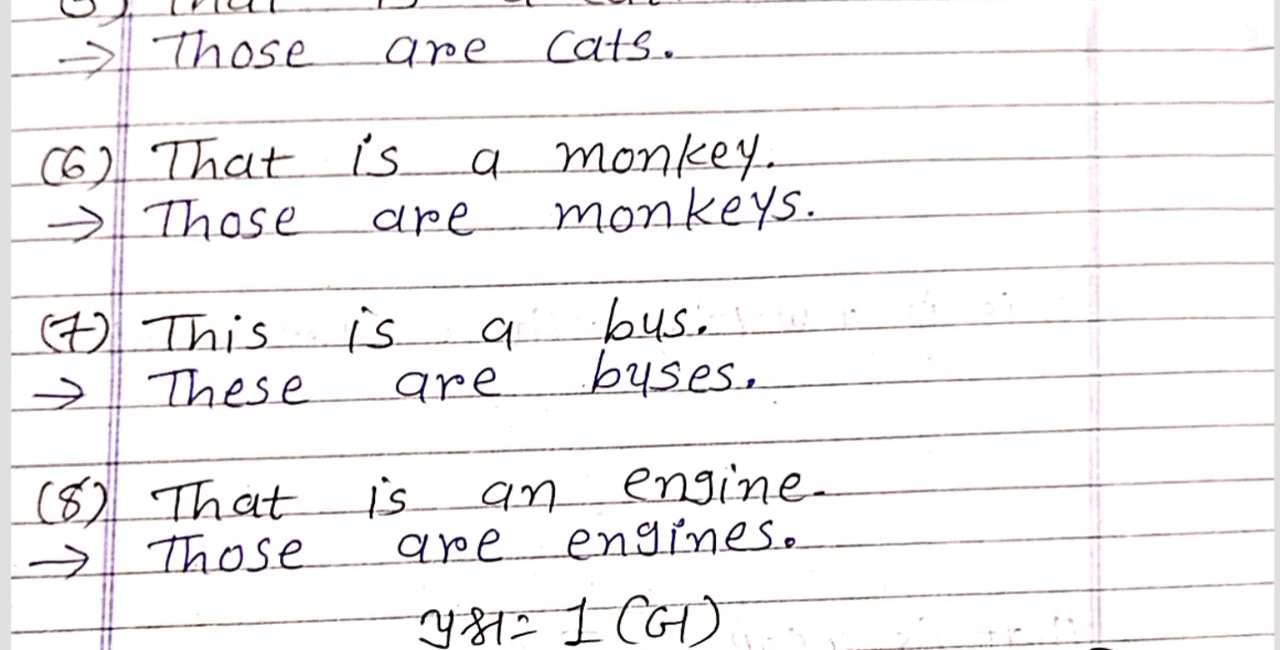 → Those are cats.
(6) That is a monkey.
→ Those are monkeys.
(7) This is a bus.
→ These are buses.
(8) That is an engine.
→ Those are engines.
= 1 (બ)